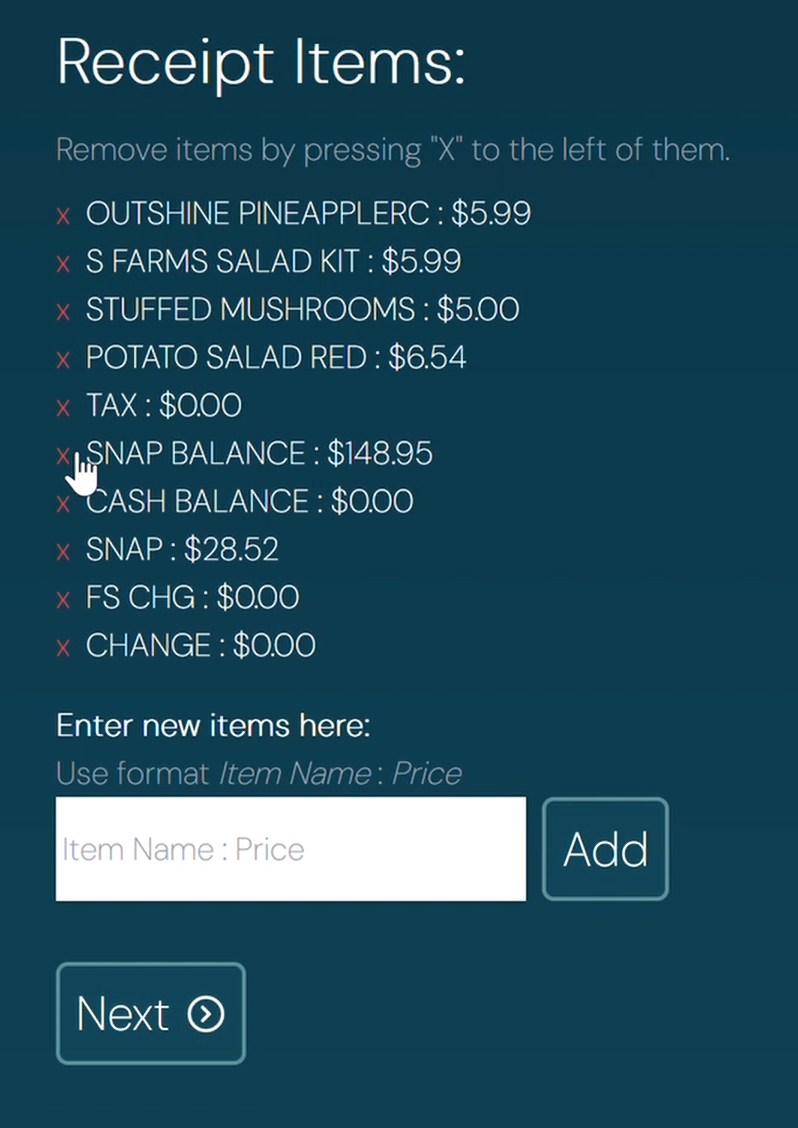 Receipt Items:
Remove items by pressing "X" to the left of them.
x OUTSHINE PINEAPPLERC : $5.99
x S FARMS SALAD KIT : $5.99
x STUFFED MUSHROOMS : $5.00
x POTATO SALAD RED : $6.54
x TAX : $0.00
x SNAP BALANCE : $148.95
x CASH BALANCE : $0.00
x SNAP : $28.52
x FS CHG : $0.00
x CHANGE : $0.00
Enter new items here:
Use format Item Name : Price
Item Name : Price
Add
Next